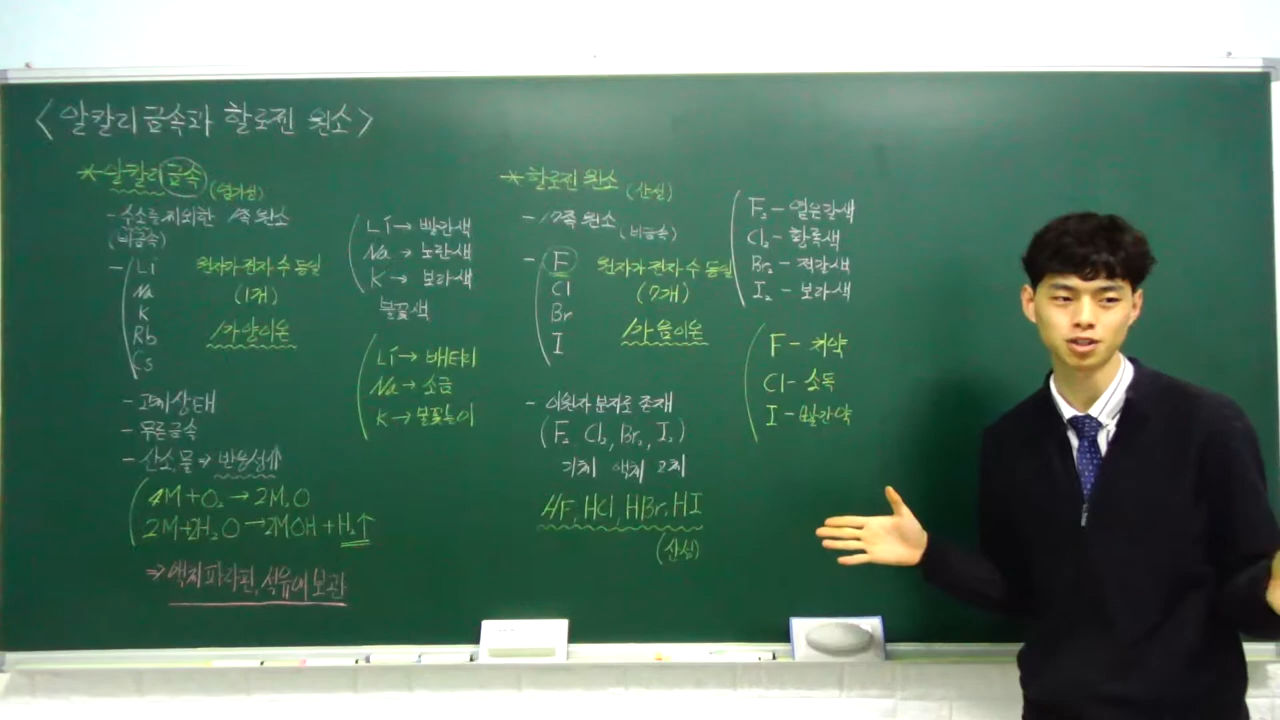 <알칼리 금속과 할로젠 원소>
* 알칼리 금속 (염기성)
- 수소를 제외한 1족 원소
(비금속)
- Li
Na
K
Rb
Cs
원자가 전자 수 동일
(1개)
1가 양이온
- 고체 상태
- 무른 금속
- 산소, 물 ⇒ 반응성
4M+O₂ → 2M₂O
2M+2H₂O → 2MOH + H₂↑
⇒ 액체 파라핀, 석유에 보관
Li → 빨간색
Na → 노란색
K → 보라색
불꽃색
Li → 배터리
Na → 소금
K → 불꽃놀이
* 할로젠 원소 (산성)
- 17족 원소 (비금속)
- F
Cl
Br
I
원자가 전자 수 동일
(7개)
1가 음이온
- 이원자 분자로 존재
(F₂ Cl₂, Br₂, I₂)
기체 액체 고체
HF, HCl, HBr, HI
(산성)
F₂ - 옅은갈색
Cl₂ - 황록색
Br₂ - 적갈색
I₂ - 보라색
F - 치약
Cl - 소독
I - 빨간약